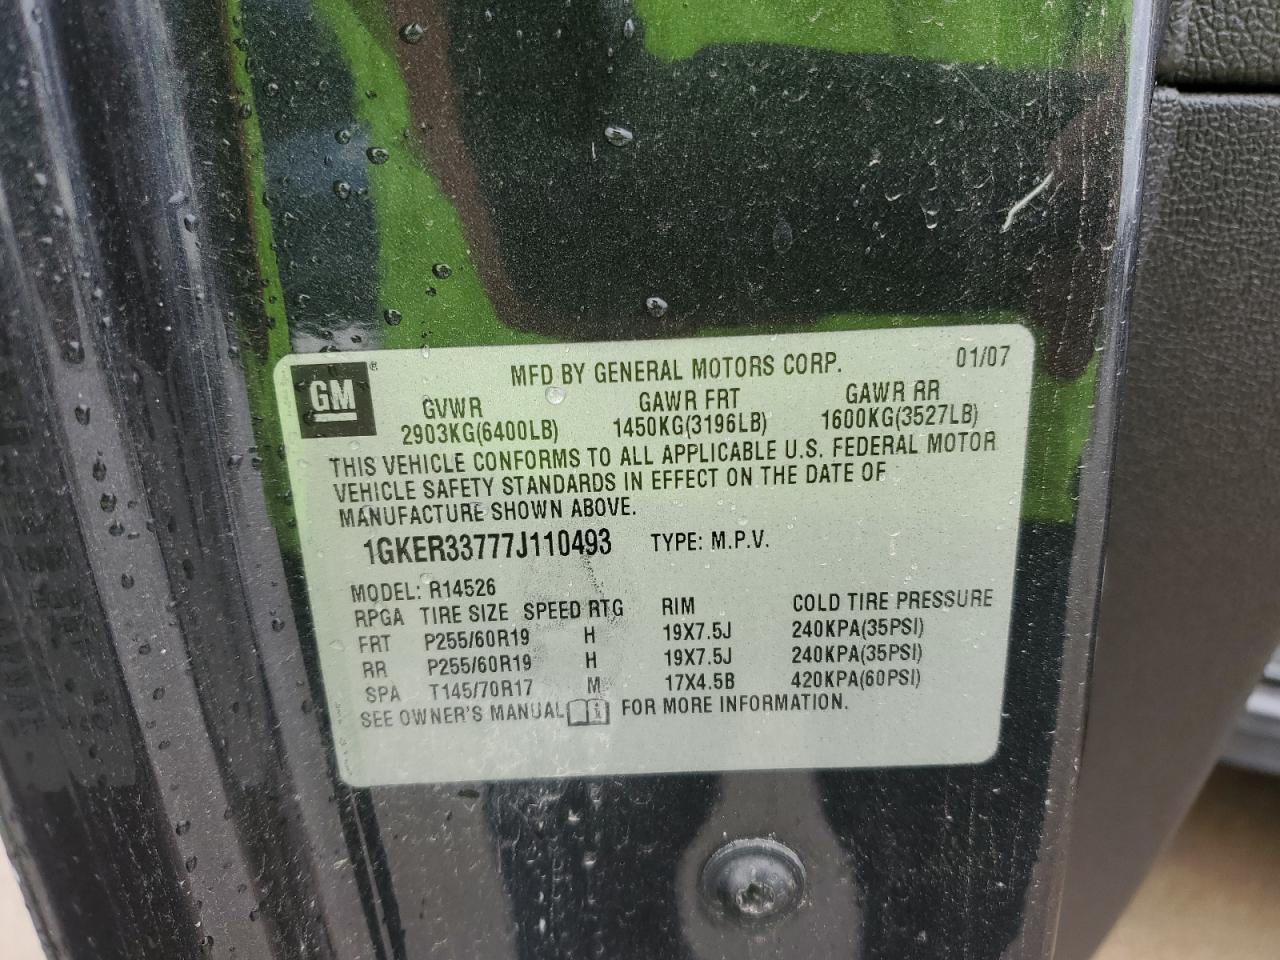 GM® MFD BY GENERAL MOTORS CORP. 01/07
GVWR GAWR FRT GAWR RR
2903KG(6400LB) 1450KG(3196LB) 1600KG(3527LB)
THIS VEHICLE CONFORMS TO ALL APPLICABLE U.S. FEDERAL MOTOR
VEHICLE SAFETY STANDARDS IN EFFECT ON THE DATE OF
MANUFACTURE SHOWN ABOVE.
1GKER33777J110493 TYPE: M.P.V.
MODEL: R14526
RPGA TIRE SIZE SPEED RTG RIM COLD TIRE PRESSURE
FRT P255/60R19 H 19X7.5J 240KPA(35PSI)
RR P255/60R19 H 19X7.5J 240KPA(35PSI)
SPA T145/70R17 M 17X4.5B 420KPA(60PSI)
SEE OWNER'S MANUAL FOR MORE INFORMATION.